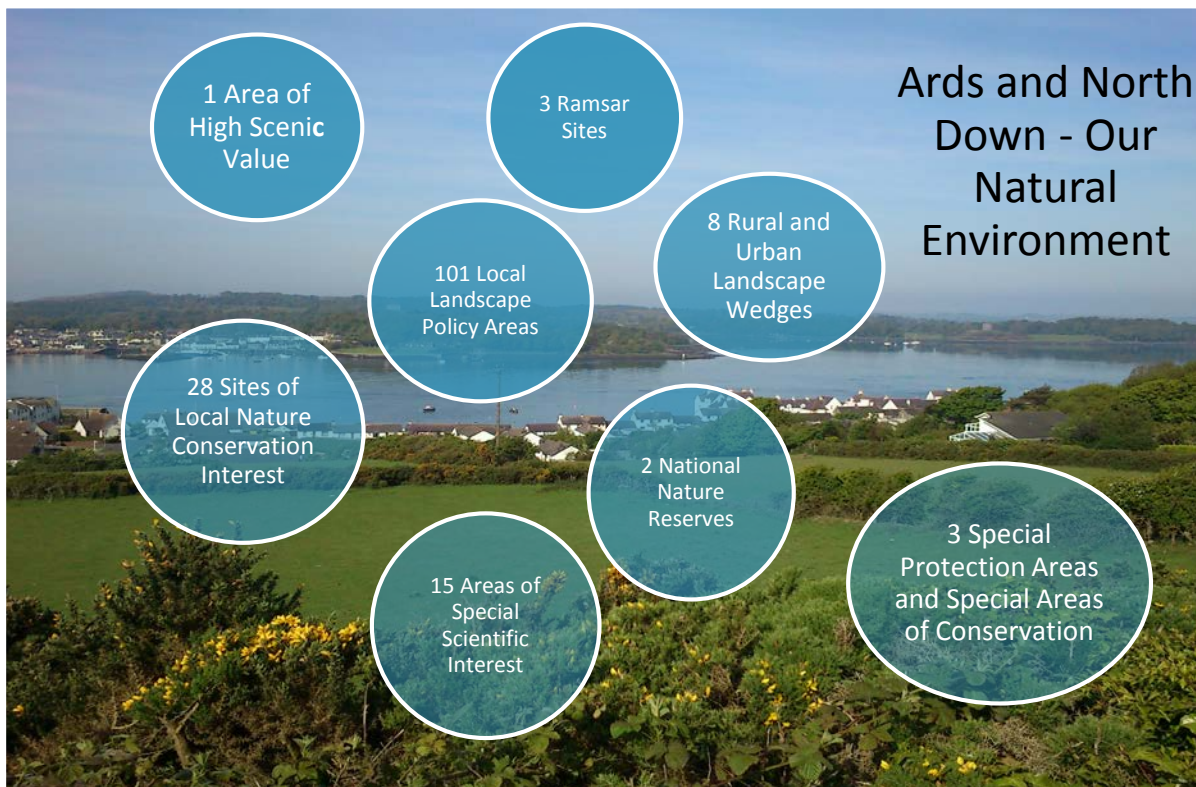 Ards and North
Down - Our
Natural
Environment
1 Area of
High Scenic
Value
3 Ramsar
Sites
8 Rural and
Urban
Landscape
Wedges
101 Local
Landscape
Policy Areas
28 Sites of
Local Nature
Conservation
Interest
2 National
Nature
Reserves
3 Special
Protection Areas
and Special Areas
of Conservation
15 Areas of
Special
Scientific
Interest